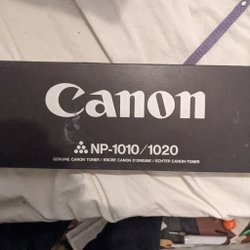 Canon
NP-1010/1020
GENUINE CANON TONER/ENCRE CANON D'ORIGINE/ECHTER CANON-TONER